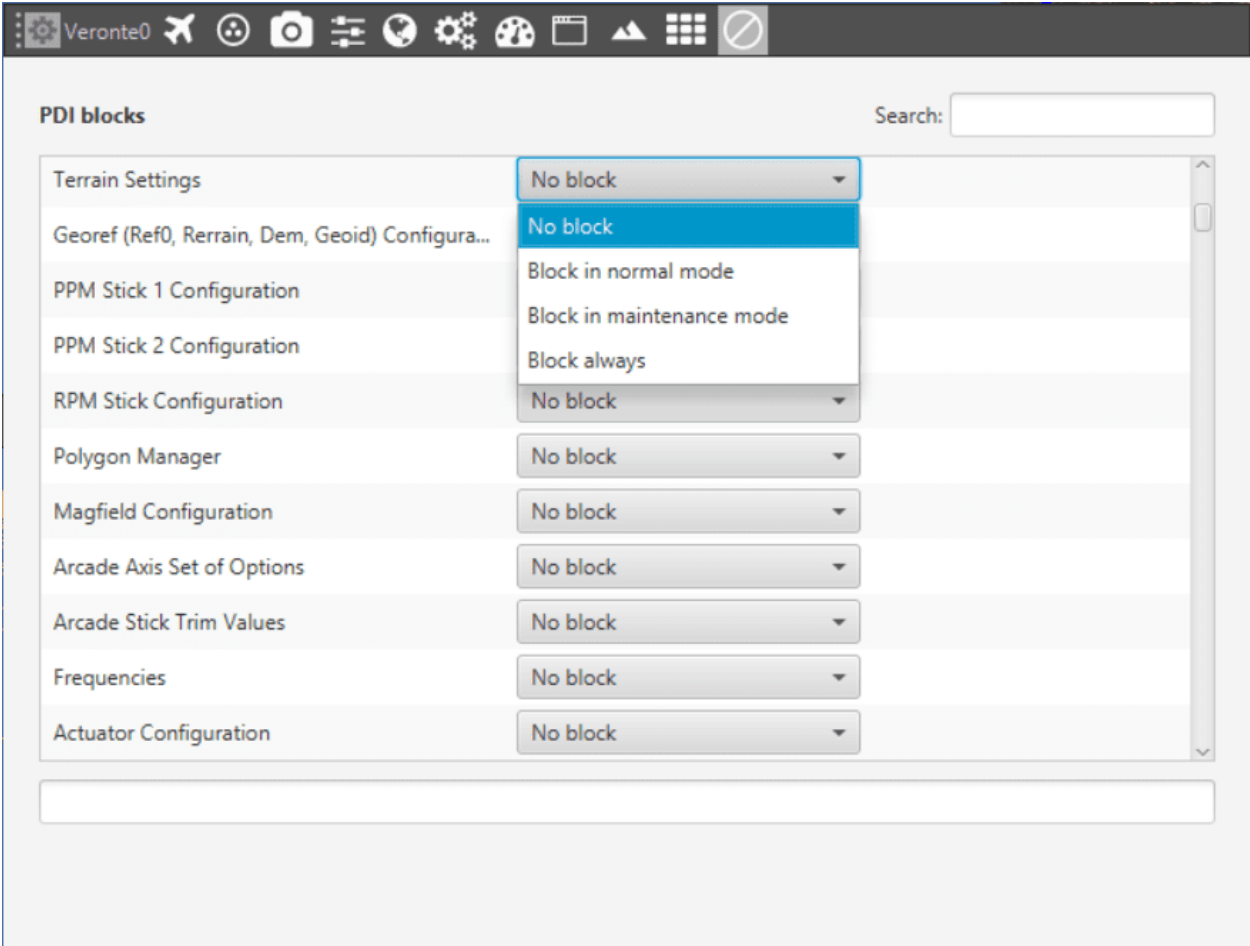 Veronte0
PDI blocks Search:
Terrain Settings No block
No block
Georef (Ref0, Rerrain, Dem, Geoid) Configura...
Block in normal mode
PPM Stick 1 Configuration
Block in maintenance mode
PPM Stick 2 Configuration
Block always
RPM Stick Configuration No block
Polygon Manager No block
Magfield Configuration No block
Arcade Axis Set of Options No block
Arcade Stick Trim Values No block
Frequencies No block
Actuator Configuration No block